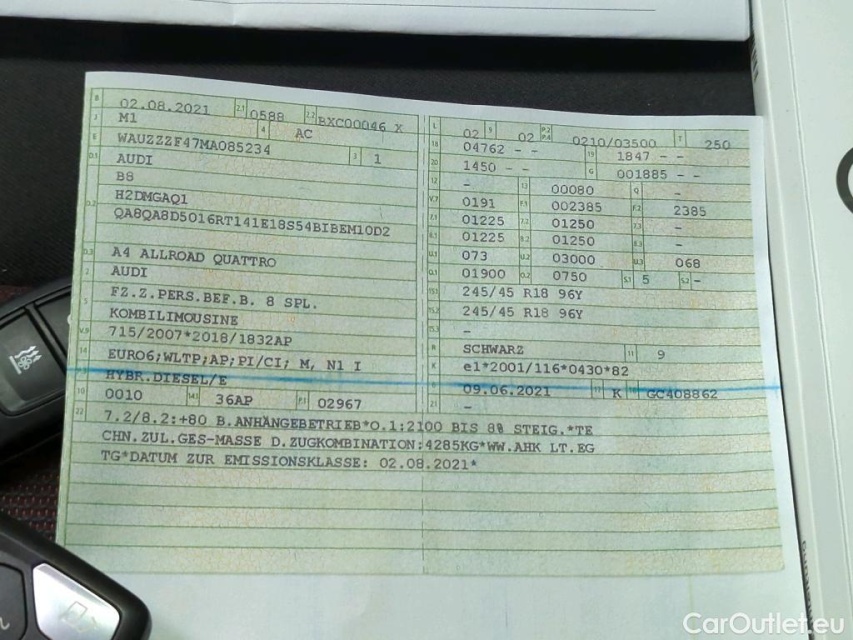 B 02.08.2021 2.1 0588 2.2 BXC00046 X
J M1 4 AC
E WAUZZZF47MA085234 3 1
D.1 AUDI
B8
D.2 H2DMGAQ1
QA8QA8D5016RT141E18S54BIBEM10D2
D.3 A4 ALLROAD QUATTRO
2 AUDI
5 FZ.Z.PERS.BEF.B. 8 SPL.
KOMBILIMOUSINE
V.9 715/2007*2018/1832AP
14 EURO6;WLTP;AP;PI/CI; M, N1 I
HYBR.DIESEL/E
10 0010 14.1 36AP P.1 02967
L 02 9 02 P.2 P.4 0210/03500 T 250
18 04762 - - 19 1847 - -
20 1450 - - G 001885 - -
12 - 13 00080 Q -
V.7 0191 F.1 002385 F.2 2385
7.1 01225 7.2 01250 7.3 -
8.1 01225 8.2 01250 8.3 -
U.1 073 U.2 03000 U.3 068
O.1 01900 O.2 0750 S.1 5 S.2 -
15.1 245/45 R18 96Y
15.2 245/45 R18 96Y
15.3 -
R SCHWARZ 11 9
K e1*2001/116*0430*82
6 09.06.2021 17 K 16 GC408862
21 -
22 7.2/8.2:+80 B.ANHÄNGEBETRIEB*O.1:2100 BIS 8% STEIG.*TE
CHN.ZUL.GES-MASSE D.ZUGKOMBINATION:4285KG*WW.AHK LT.EG
TG*DATUM ZUR EMISSIONSKLASSE: 02.08.2021*
CarOutlet.eu